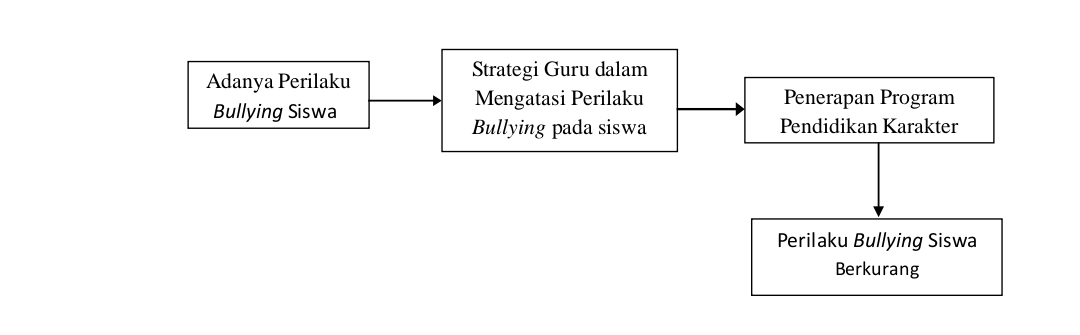 Adanya Perilaku
Bullying Siswa
Strategi Guru dalam
Mengatasi Perilaku
Bullying pada siswa
Penerapan Program
Pendidikan Karakter
Perilaku Bullying Siswa
Berkurang